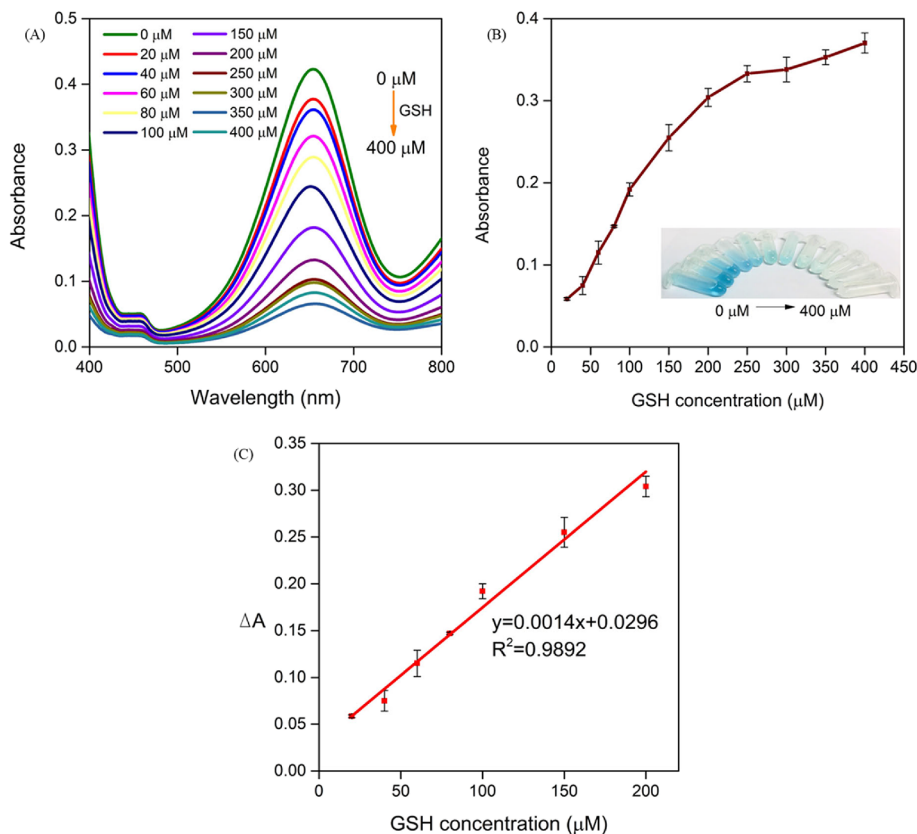 (A)
0.5
0.4
0.3
0.2
0.1
0.0
Absorbance
0 μM
20 μM
40 μM
60 μM
80 μM
100 μM
150 μM
200 μM
250 μM
300 μM
350 μM
400 μM
0 μM
GSH
400 μM
400 500 600 700 800
Wavelength (nm)
(B)
0.4
0.3
0.2
0.1
0.0
Absorbance
0 μM
400 μM
0 50 100 150 200 250 300 350 400 450
GSH concentration (μM)
(C)
0.35
0.30
0.25
0.20
0.15
0.10
0.05
0.00
ΔA
y=0.0014x+0.0296
R²=0.9892
0 50 100 150 200
GSH concentration (μM)